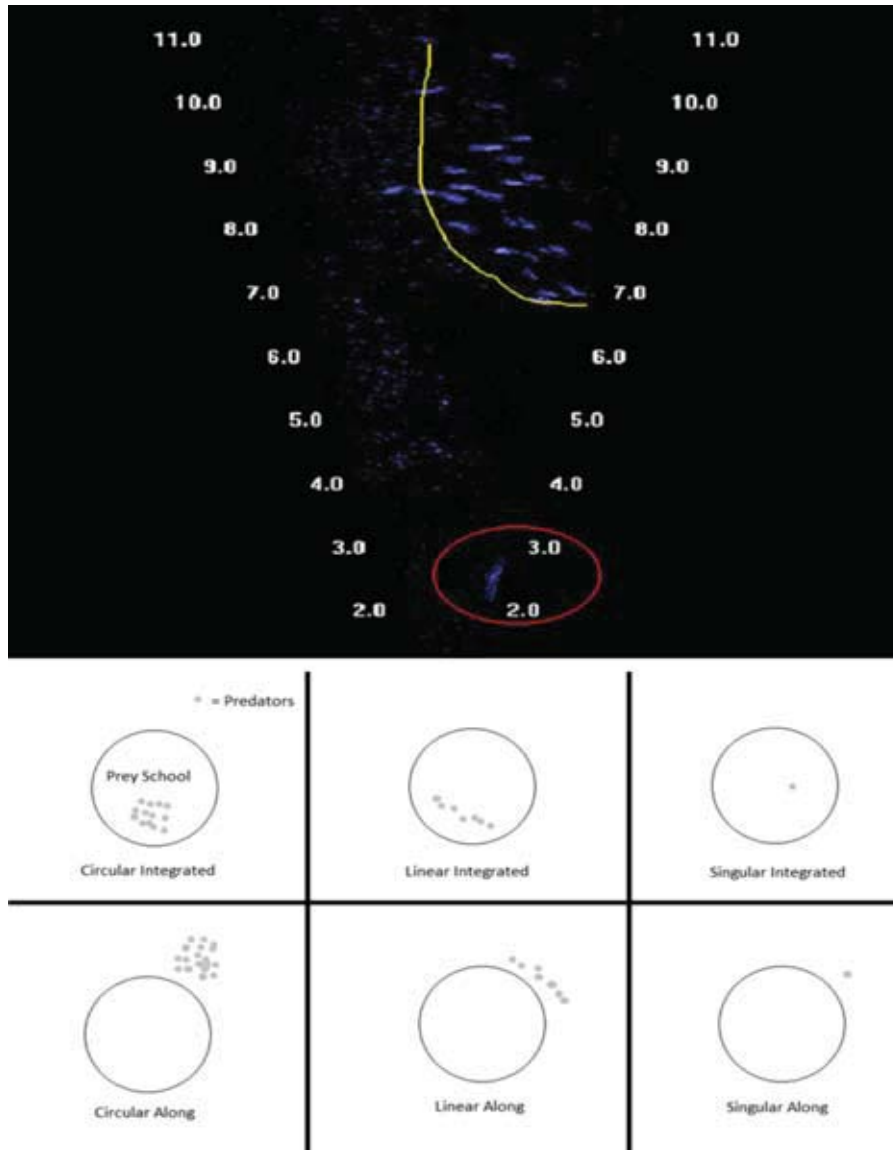 11.0 11.0
10.0 10.0
9.0 9.0
8.0 8.0
7.0 7.0
6.0 6.0
5.0 5.0
4.0 4.0
3.0 3.0
2.0 2.0
= Predators
Prey School
Circular Integrated
Linear Integrated
Singular Integrated
Circular Along
Linear Along
Singular Along